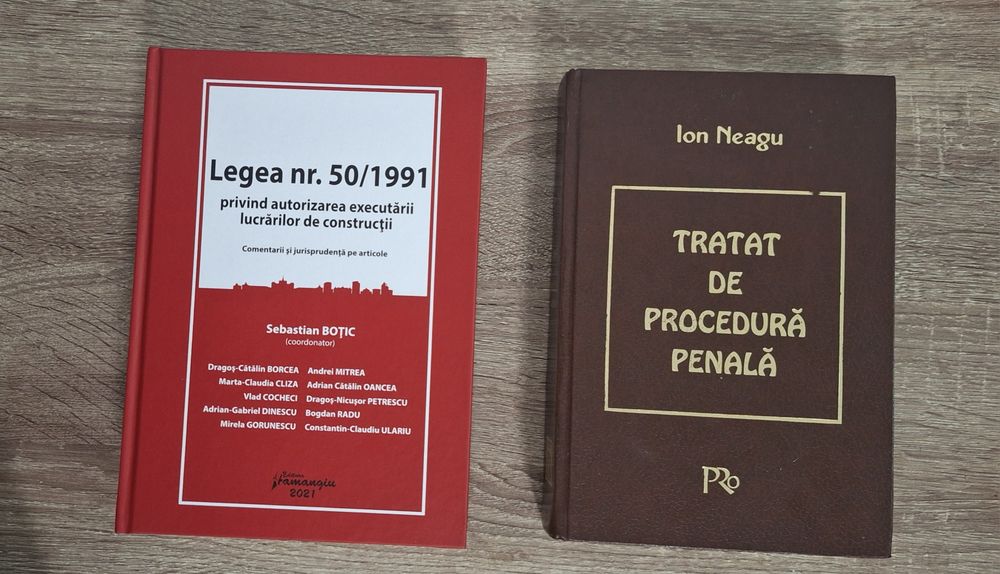 Legea nr. 50/1991
privind autorizarea executării
lucrărilor de construcţii
Comentarii și jurisprudență pe articole
Sebastian BOȚIC
(coordonator)
Dragoș-Cătălin BORCEA Andrei MITREA
Marta-Claudia CLIZA Adrian Cătălin OANCEA
Vlad COCHECI Dragoș-Nicușor PETRESCU
Adrian-Gabriel DINESCU Bogdan RADU
Mirela GORUNESCU Constantin-Claudiu ULARIU
Editura
Hamangiu
2021
Ion Neagu
TRATAT
DE
PROCEDURĂ
PENALĂ
PRo